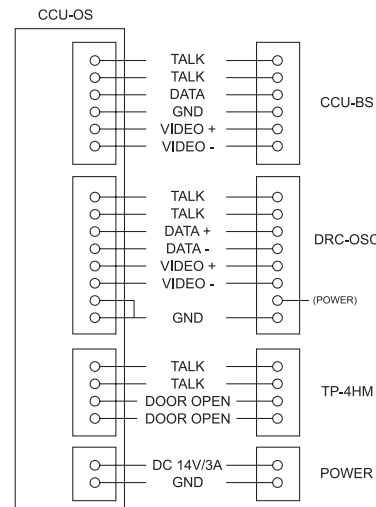 CCU-OS
TALK
TALK
DATA
GND
VIDEO +
VIDEO -
CCU-BS
TALK
TALK
DATA +
DATA -
VIDEO +
VIDEO -
GND
DRC-OSC
(POWER)
TALK
TALK
DOOR OPEN
DOOR OPEN
TP-4HM
DC 14V/3A
GND
POWER